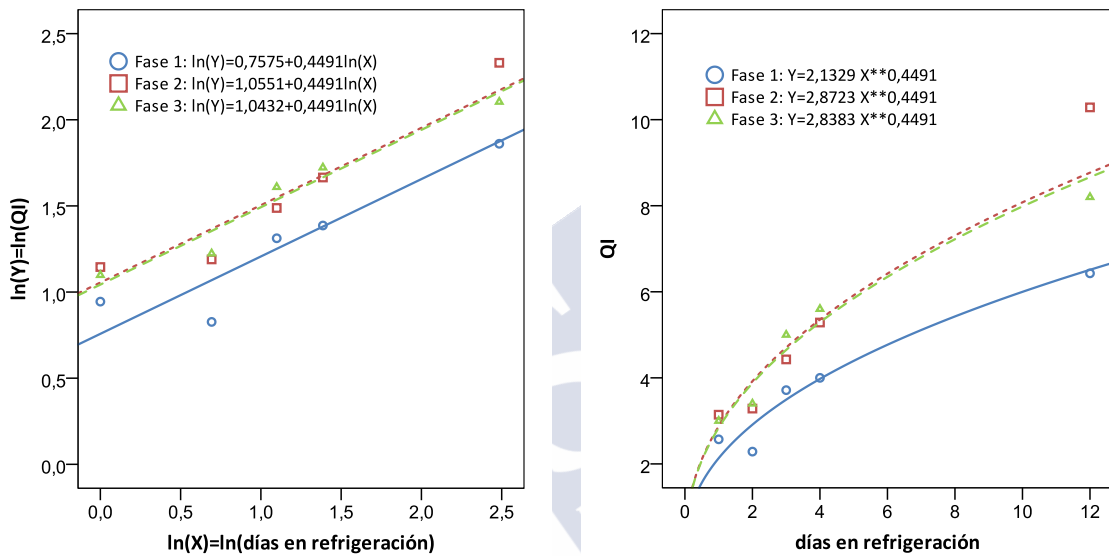 2,5
2,0
1,5
1,0
0,5
0,0
ln(Y)=ln(QI)
Fase 1: ln(Y)=0,7575+0,4491ln(X)
Fase 2: ln(Y)=1,0551+0,4491ln(X)
Fase 3: ln(Y)=1,0432+0,4491ln(X)
0,0 0,5 1,0 1,5 2,0 2,5
ln(X)=ln(días en refrigeración)
12
10
8
6
4
2
QI
Fase 1: Y=2,1329 X**0,4491
Fase 2: Y=2,8723 X**0,4491
Fase 3: Y=2,8383 X**0,4491
0 2 4 6 8 10 12
días en refrigeración